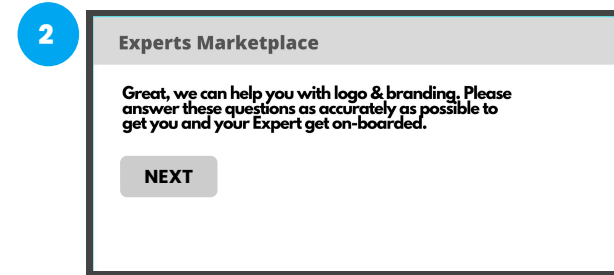 2
Experts Marketplace
Great, we can help you with logo & branding. Please
answer these questions as accurately as possible to
get you and your Expert get on-boarded.
NEXT